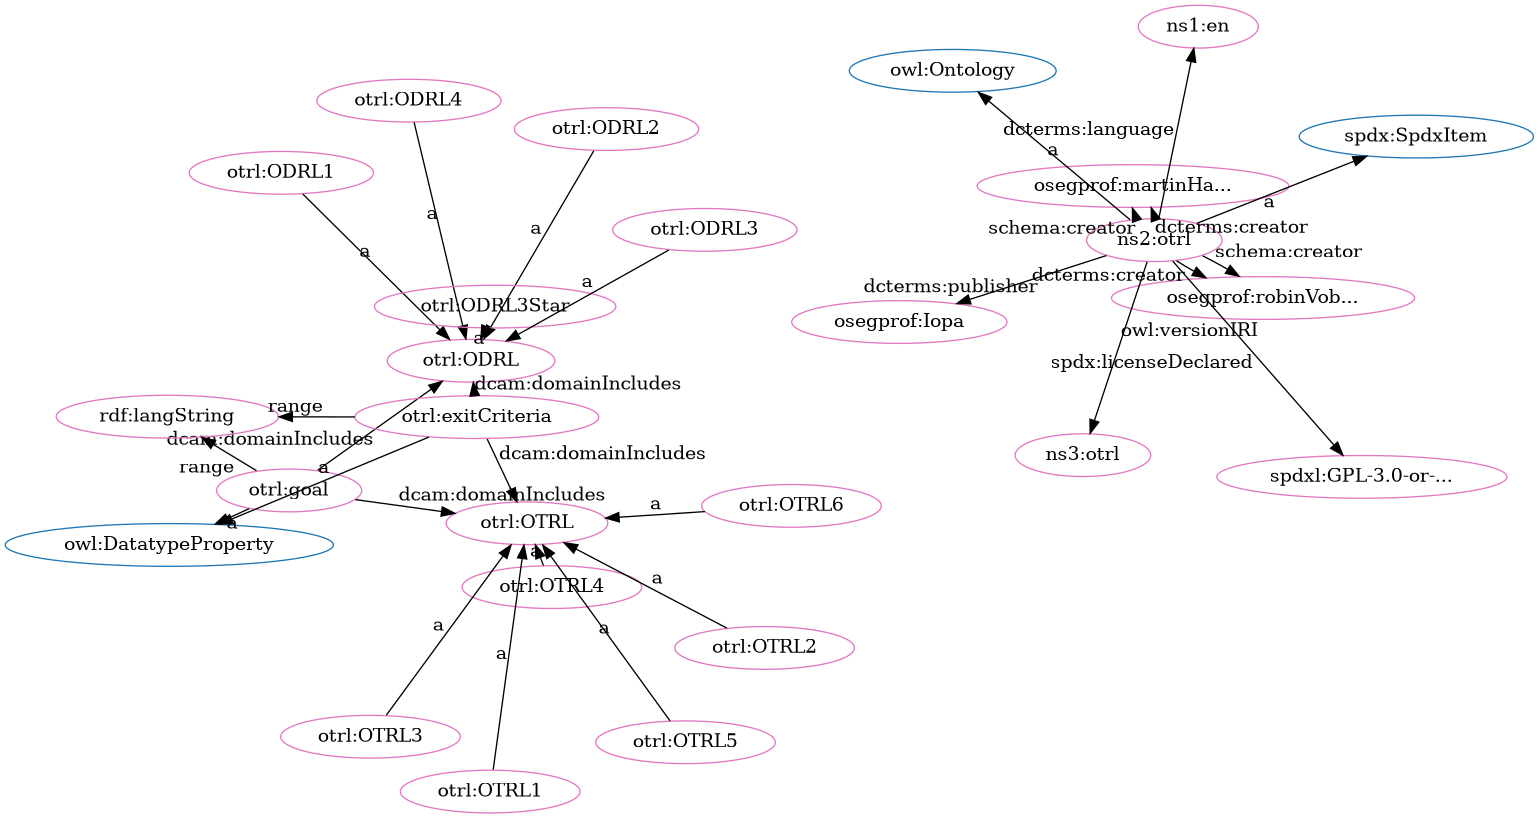 ns1:en
owl:Ontology
otrl:ODRL4
otrl:ODRL2
dcterms:language
spdx:SpdxItem
a
otrl:ODRL1
osegprof:martinHa...
a
a
a
otrl:ODRL3
schema:creator
dcterms:creator
ns2:otrl
a
schema:creator
dcterms:creator
a
dcterms:publisher
osegprof:robinVob...
otrl:ODRL3Star
osegprof:Iopa
owl:versionIRI
a
otrl:ODRL
spdx:licenseDeclared
dcam:domainIncludes
range
rdf:langString
otrl:exitCriteria
dcam:domainIncludes
dcam:domainIncludes
ns3:otrl
range
a
spdxl:GPL-3.0-or-...
otrl:goal
dcam:domainIncludes
a
otrl:OTRL6
a
otrl:OTRL
owl:DatatypeProperty
a
a
otrl:OTRL4
a
a
otrl:OTRL2
a
otrl:OTRL3
otrl:OTRL5
otrl:OTRL1